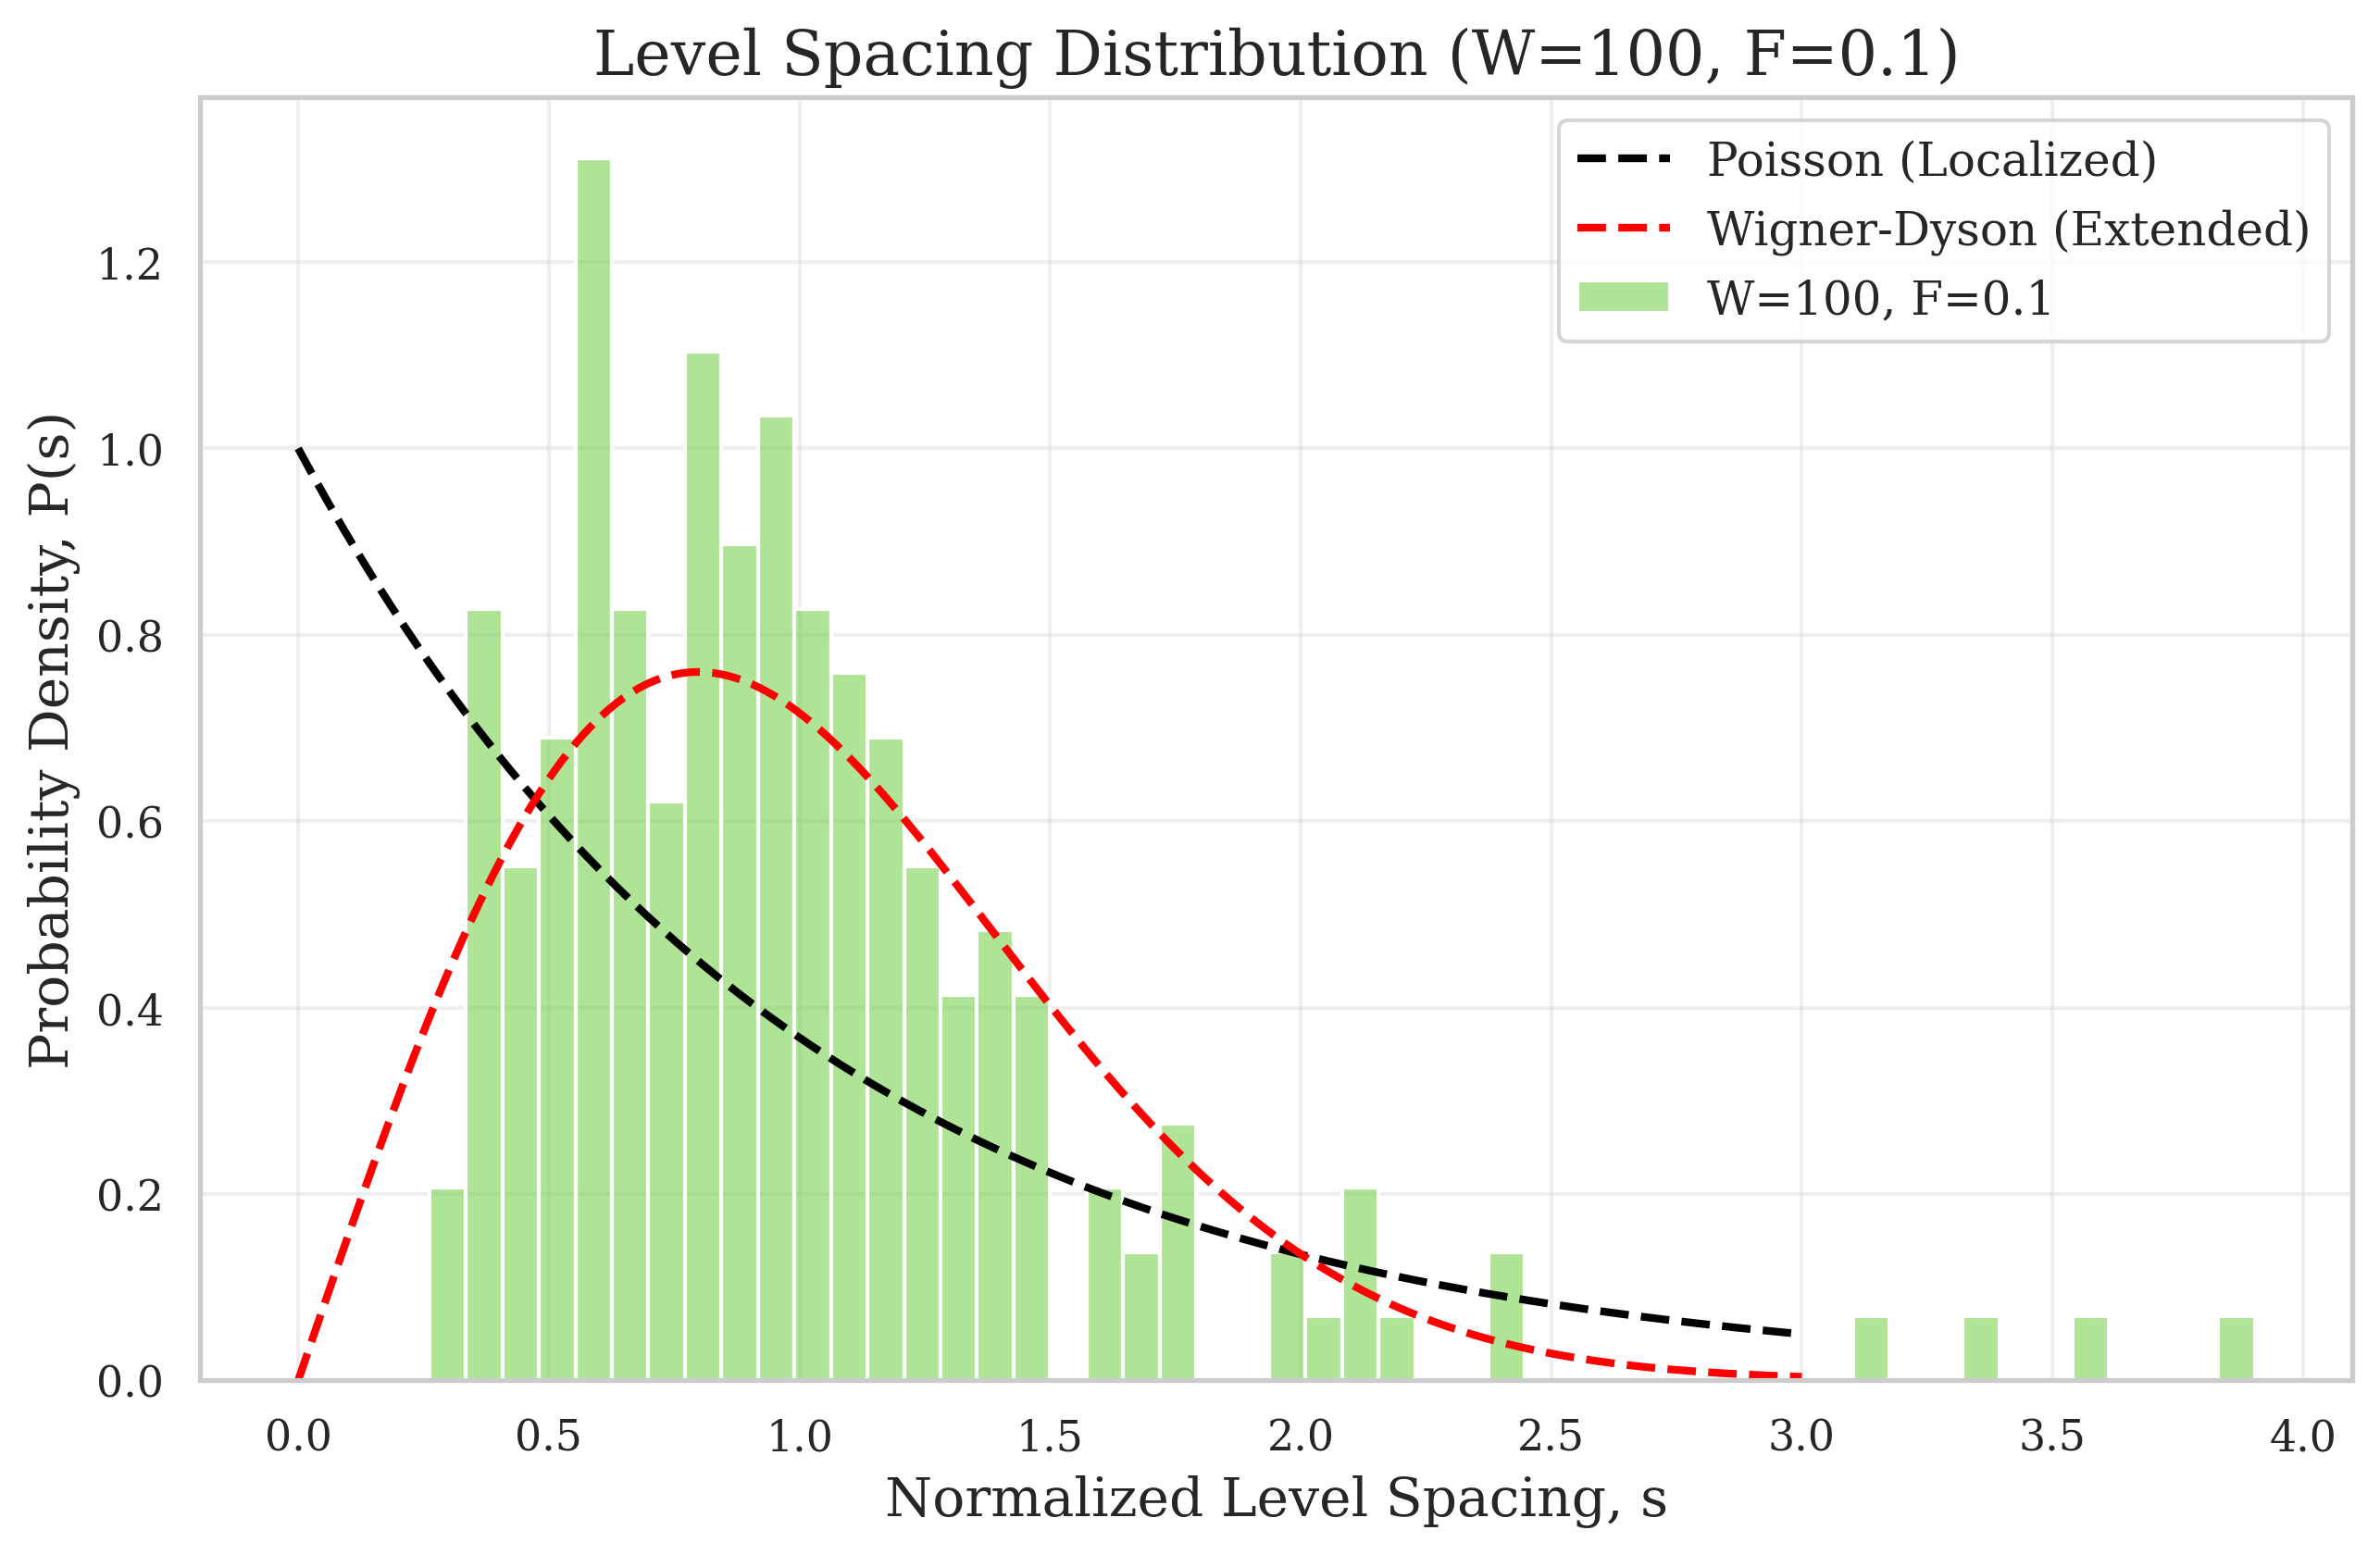 Level Spacing Distribution (W=100, F=0.1)
Poisson (Localized)
Wigner-Dyson (Extended)
W=100, F=0.1
Probability Density, P(s)
1.2
1.0
0.8
0.6
0.4
0.2
0.0
0.0 0.5 1.0 1.5 2.0 2.5 3.0 3.5 4.0
Normalized Level Spacing, s